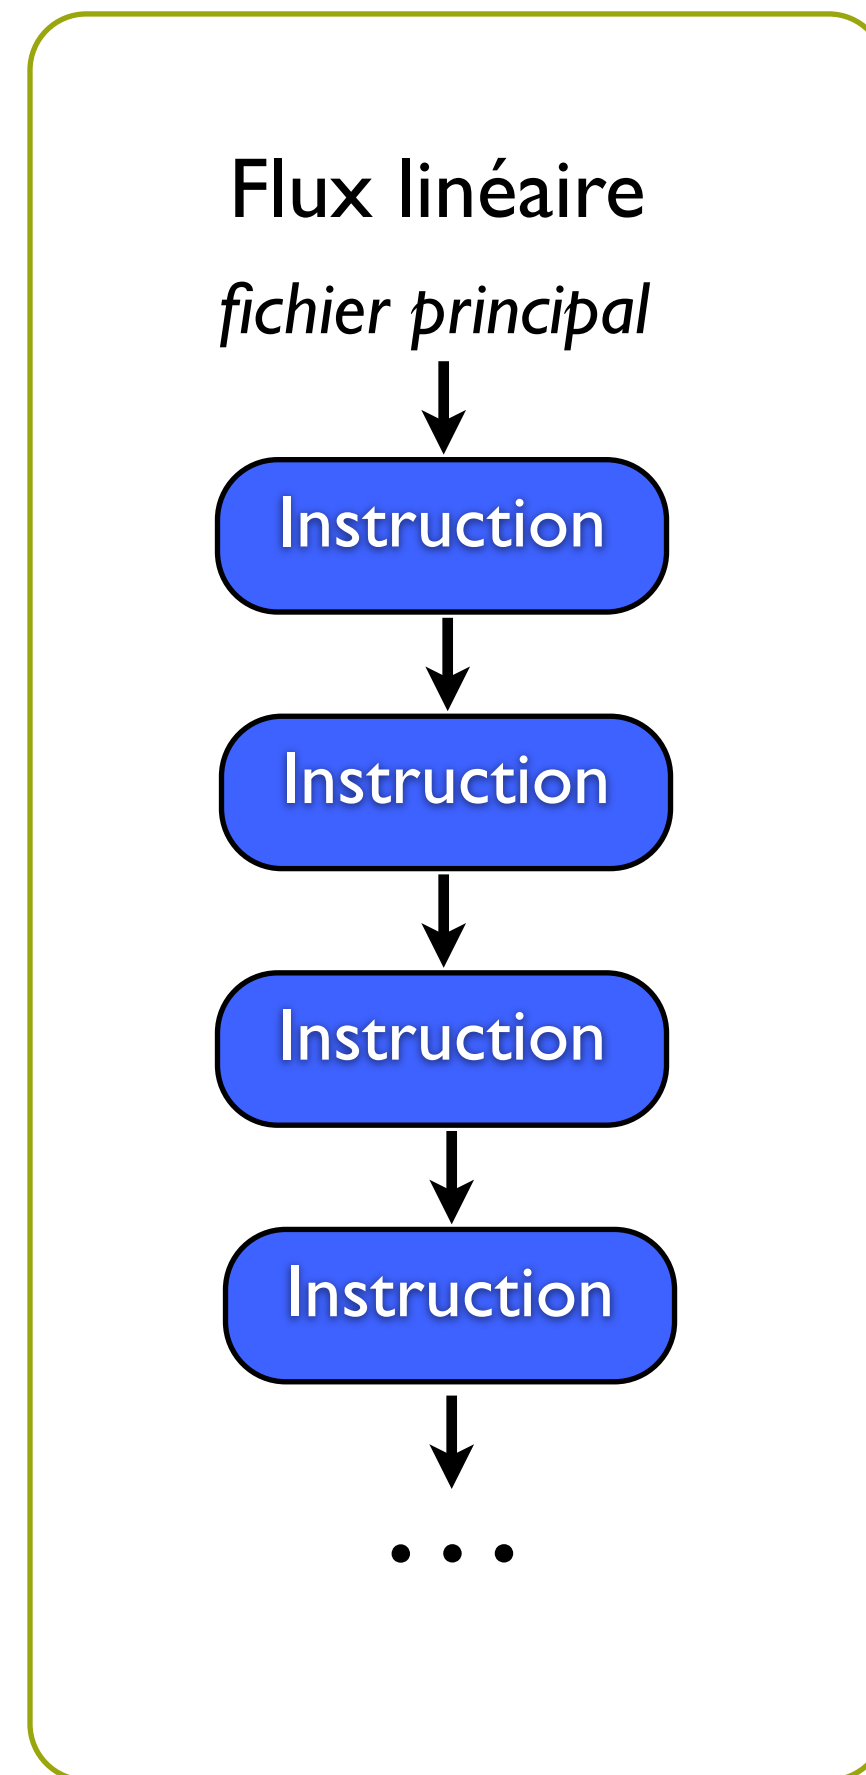 Flux linéaire
fichier principal
Instruction
Instruction
Instruction
Instruction
...